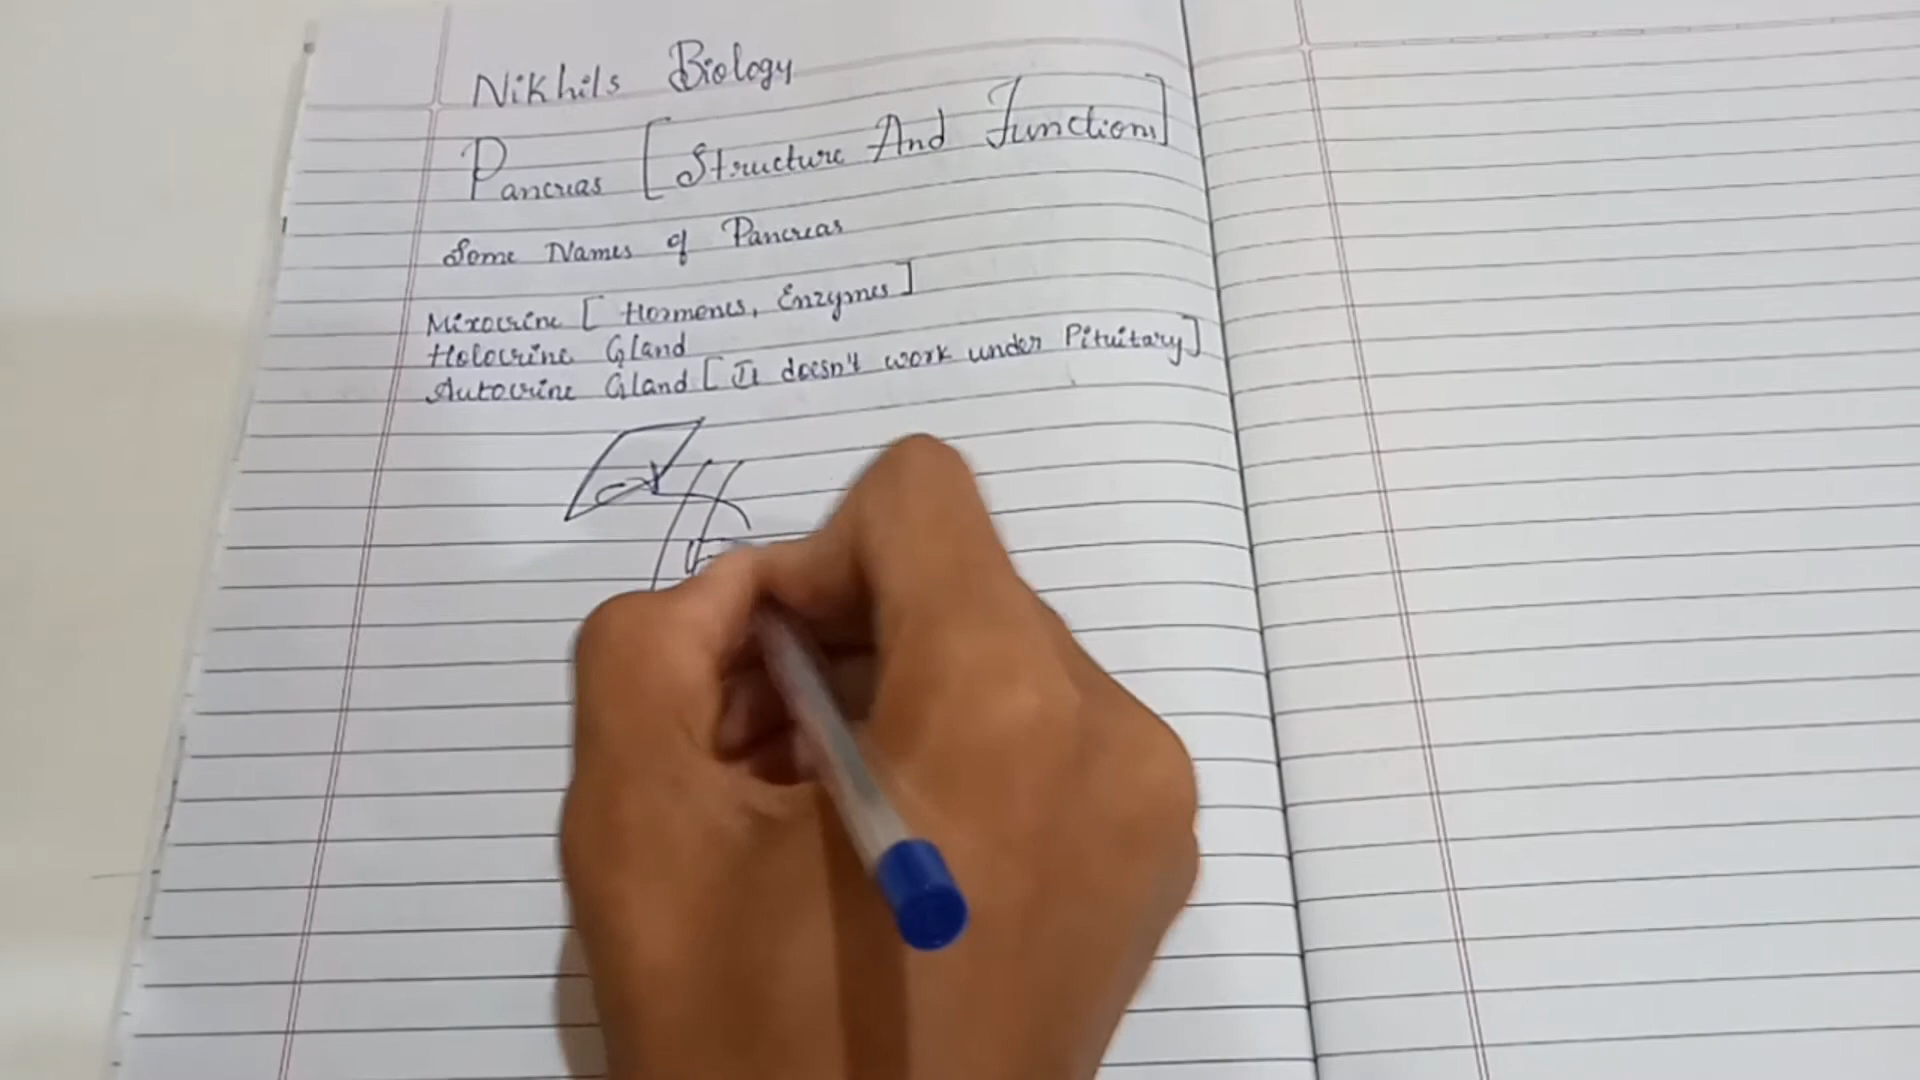 Nikhils Biology
Pancreas [Structure And Functions]
Some Names of Pancreas
Mixocrine [Hormones, Enzymes]
Holocrine Gland
Autocrine Gland [It doesn't work under Pituitary]